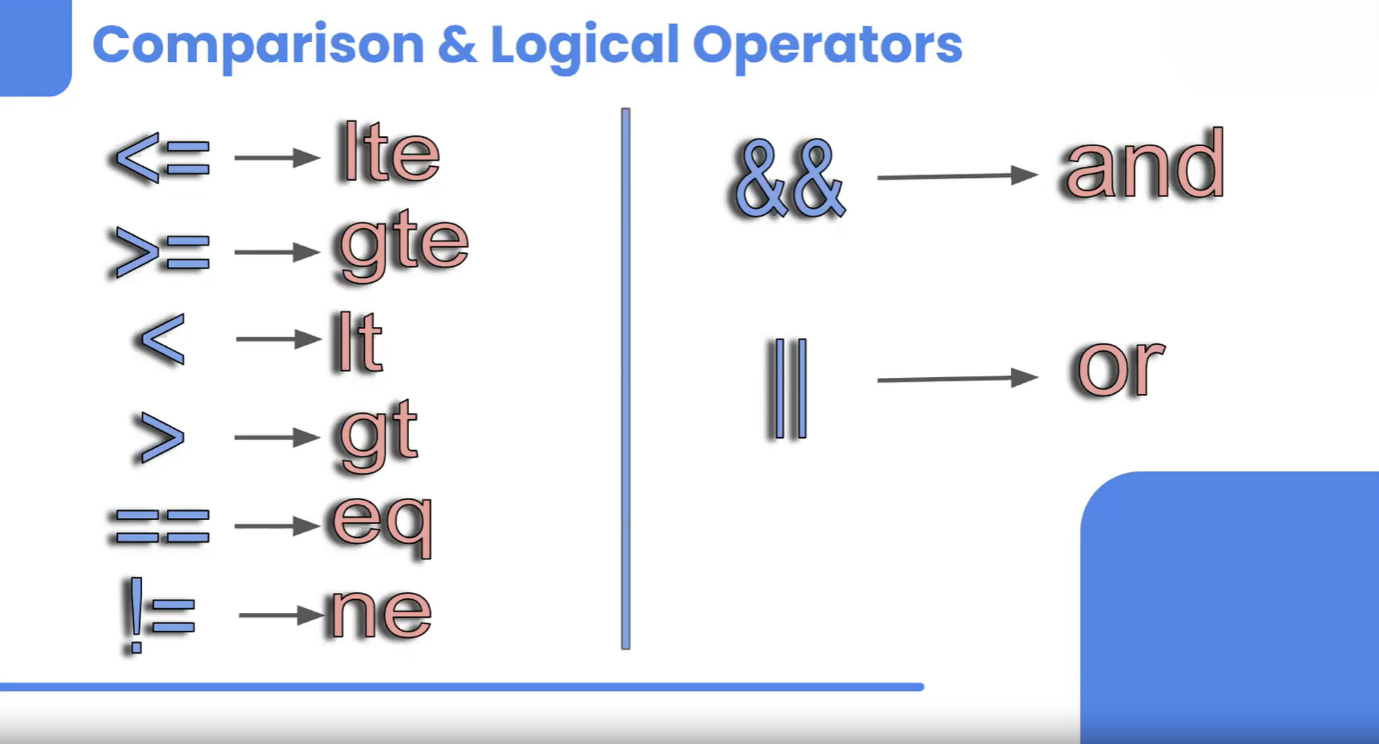 Comparison & Logical Operators
<= → lte
>= → gte
< → lt
> → gt
== → eq
!= → ne
&& → and
|| → or